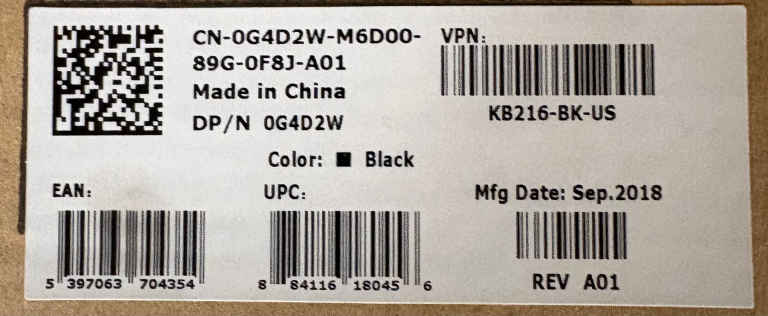 CN-0G4D2W-M6D00-
89G-0F8J-A01
Made in China
DP/N 0G4D2W
VPN:
KB216-BK-US
Color: Black
EAN:
5 397063 704354
UPC:
8 84116 18045 6
Mfg Date: Sep.2018
REV A01